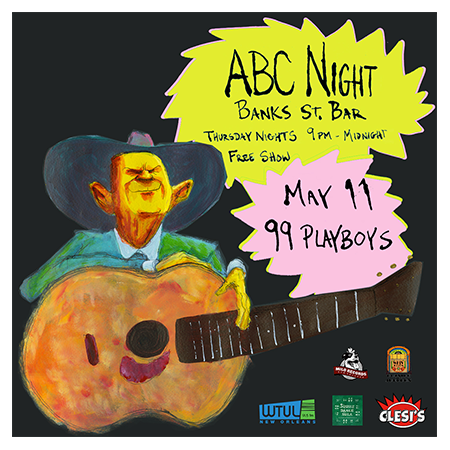 ABC NIGHT
BANKS ST. BAR
THURSDAY NIGHTS 9 PM - MIDNIGHT
FREE SHOW
MAY 11
99 PLAYBOYS
WTUL
NEW ORLEANS
CLESI'S